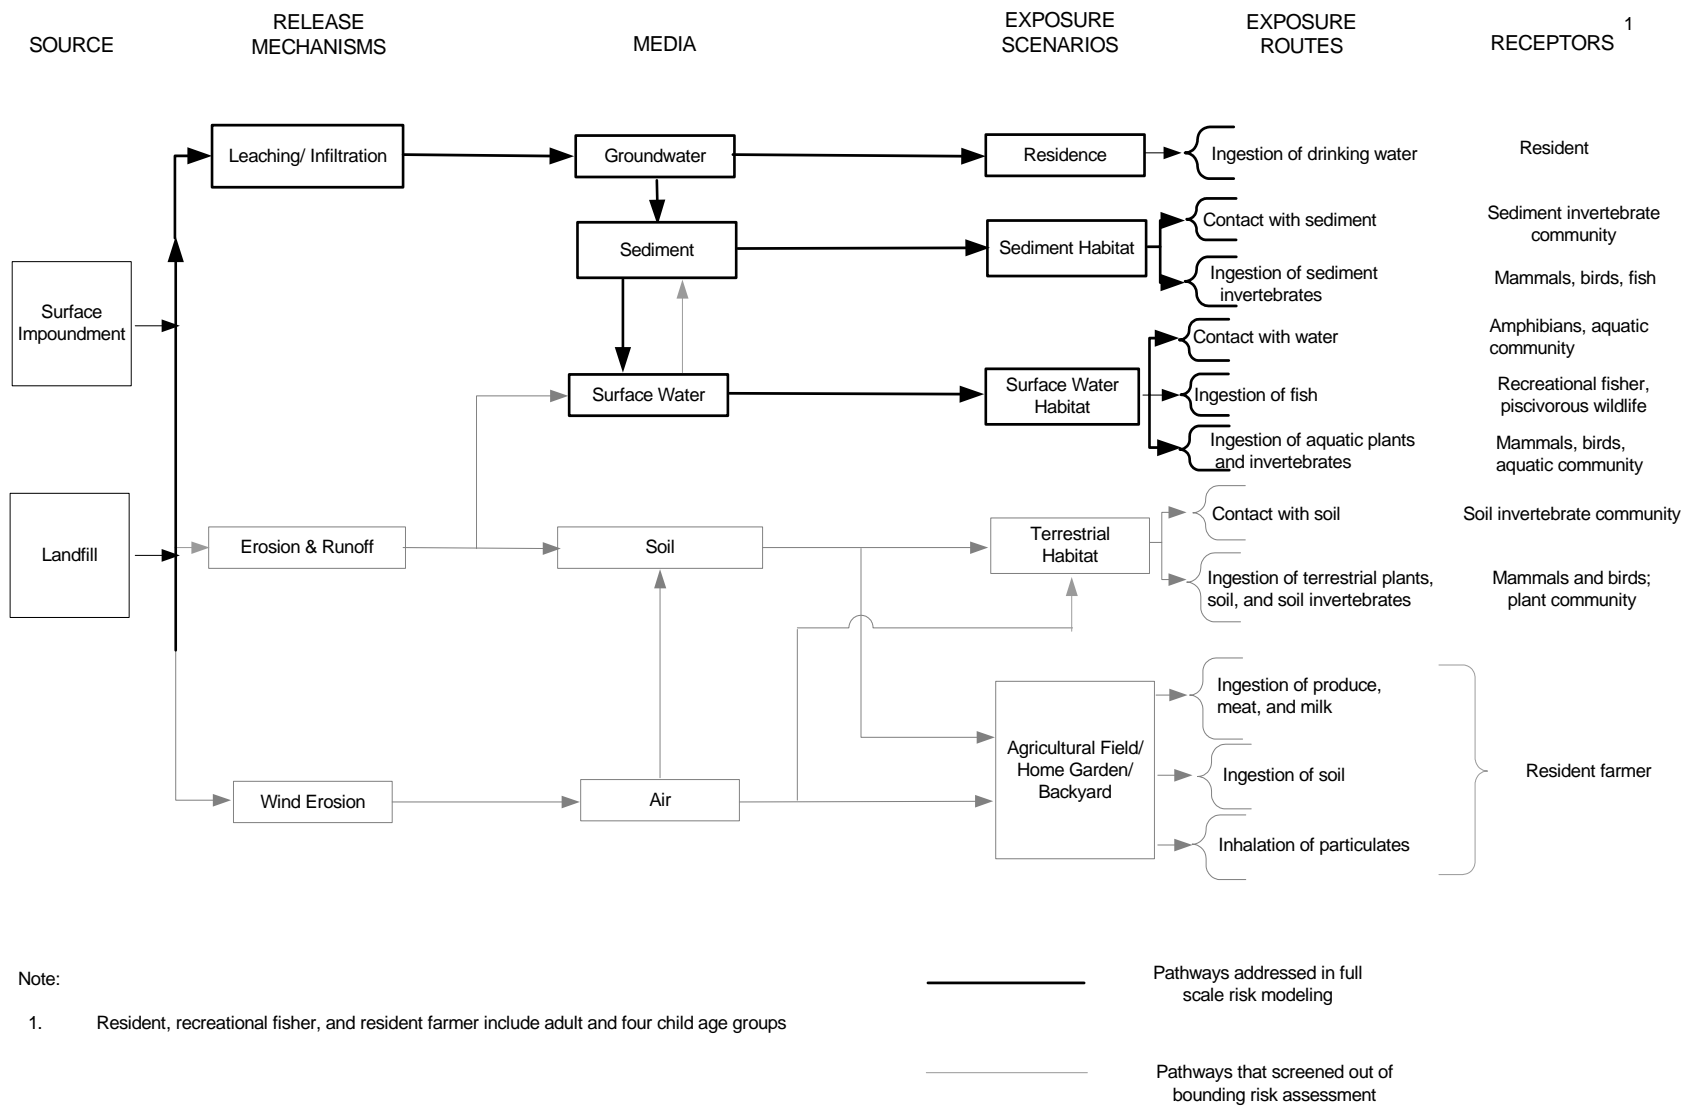 SOURCE
RELEASE
MECHANISMS
MEDIA
EXPOSURE
SCENARIOS
EXPOSURE
ROUTES
RECEPTORS 1
Leaching/ Infiltration
Groundwater
Residence
Ingestion of drinking water
Resident
Sediment
Sediment Habitat
Contact with sediment
Sediment invertebrate
community
Ingestion of sediment
invertebrates
Mammals, birds, fish
Surface
Impoundment
Surface Water
Surface Water
Habitat
Contact with water
Amphibians, aquatic
community
Ingestion of fish
Recreational fisher,
piscivorous wildlife
Ingestion of aquatic plants
and invertebrates
Mammals, birds,
aquatic community
Landfill
Erosion & Runoff
Soil
Terrestrial
Habitat
Contact with soil
Soil invertebrate community
Ingestion of terrestrial plants,
soil, and soil invertebrates
Mammals and birds;
plant community
Wind Erosion
Air
Agricultural Field/
Home Garden/
Backyard
Ingestion of produce,
meat, and milk
Ingestion of soil
Inhalation of particulates
Resident farmer
Note:
1. Resident, recreational fisher, and resident farmer include adult and four child age groups
Pathways addressed in full
scale risk modeling
Pathways that screened out of
bounding risk assessment